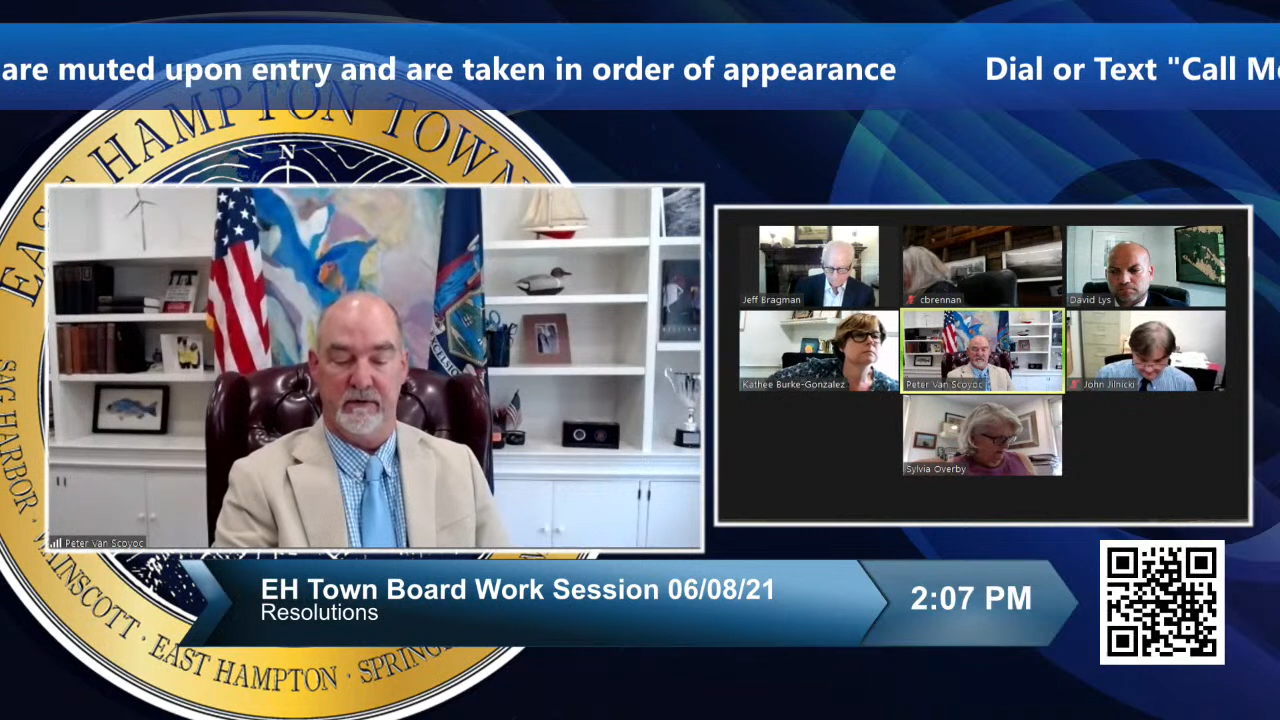 are muted upon entry and are taken in order of appearance
Dial or Text "Call M
EAST HAMPTON TOWN
N
Jeff Bragman
cbrennan
David Lys
Kathee Burke-Gonzalez
Peter Van Scoyoc
John Jilnicki
Sylvia Overby
Peter Van Scoyoc
SAG HARBOR · WAINSCOTT · EAST HAMPTON · SPRING
EH Town Board Work Session 06/08/21
Resolutions
2:07 PM